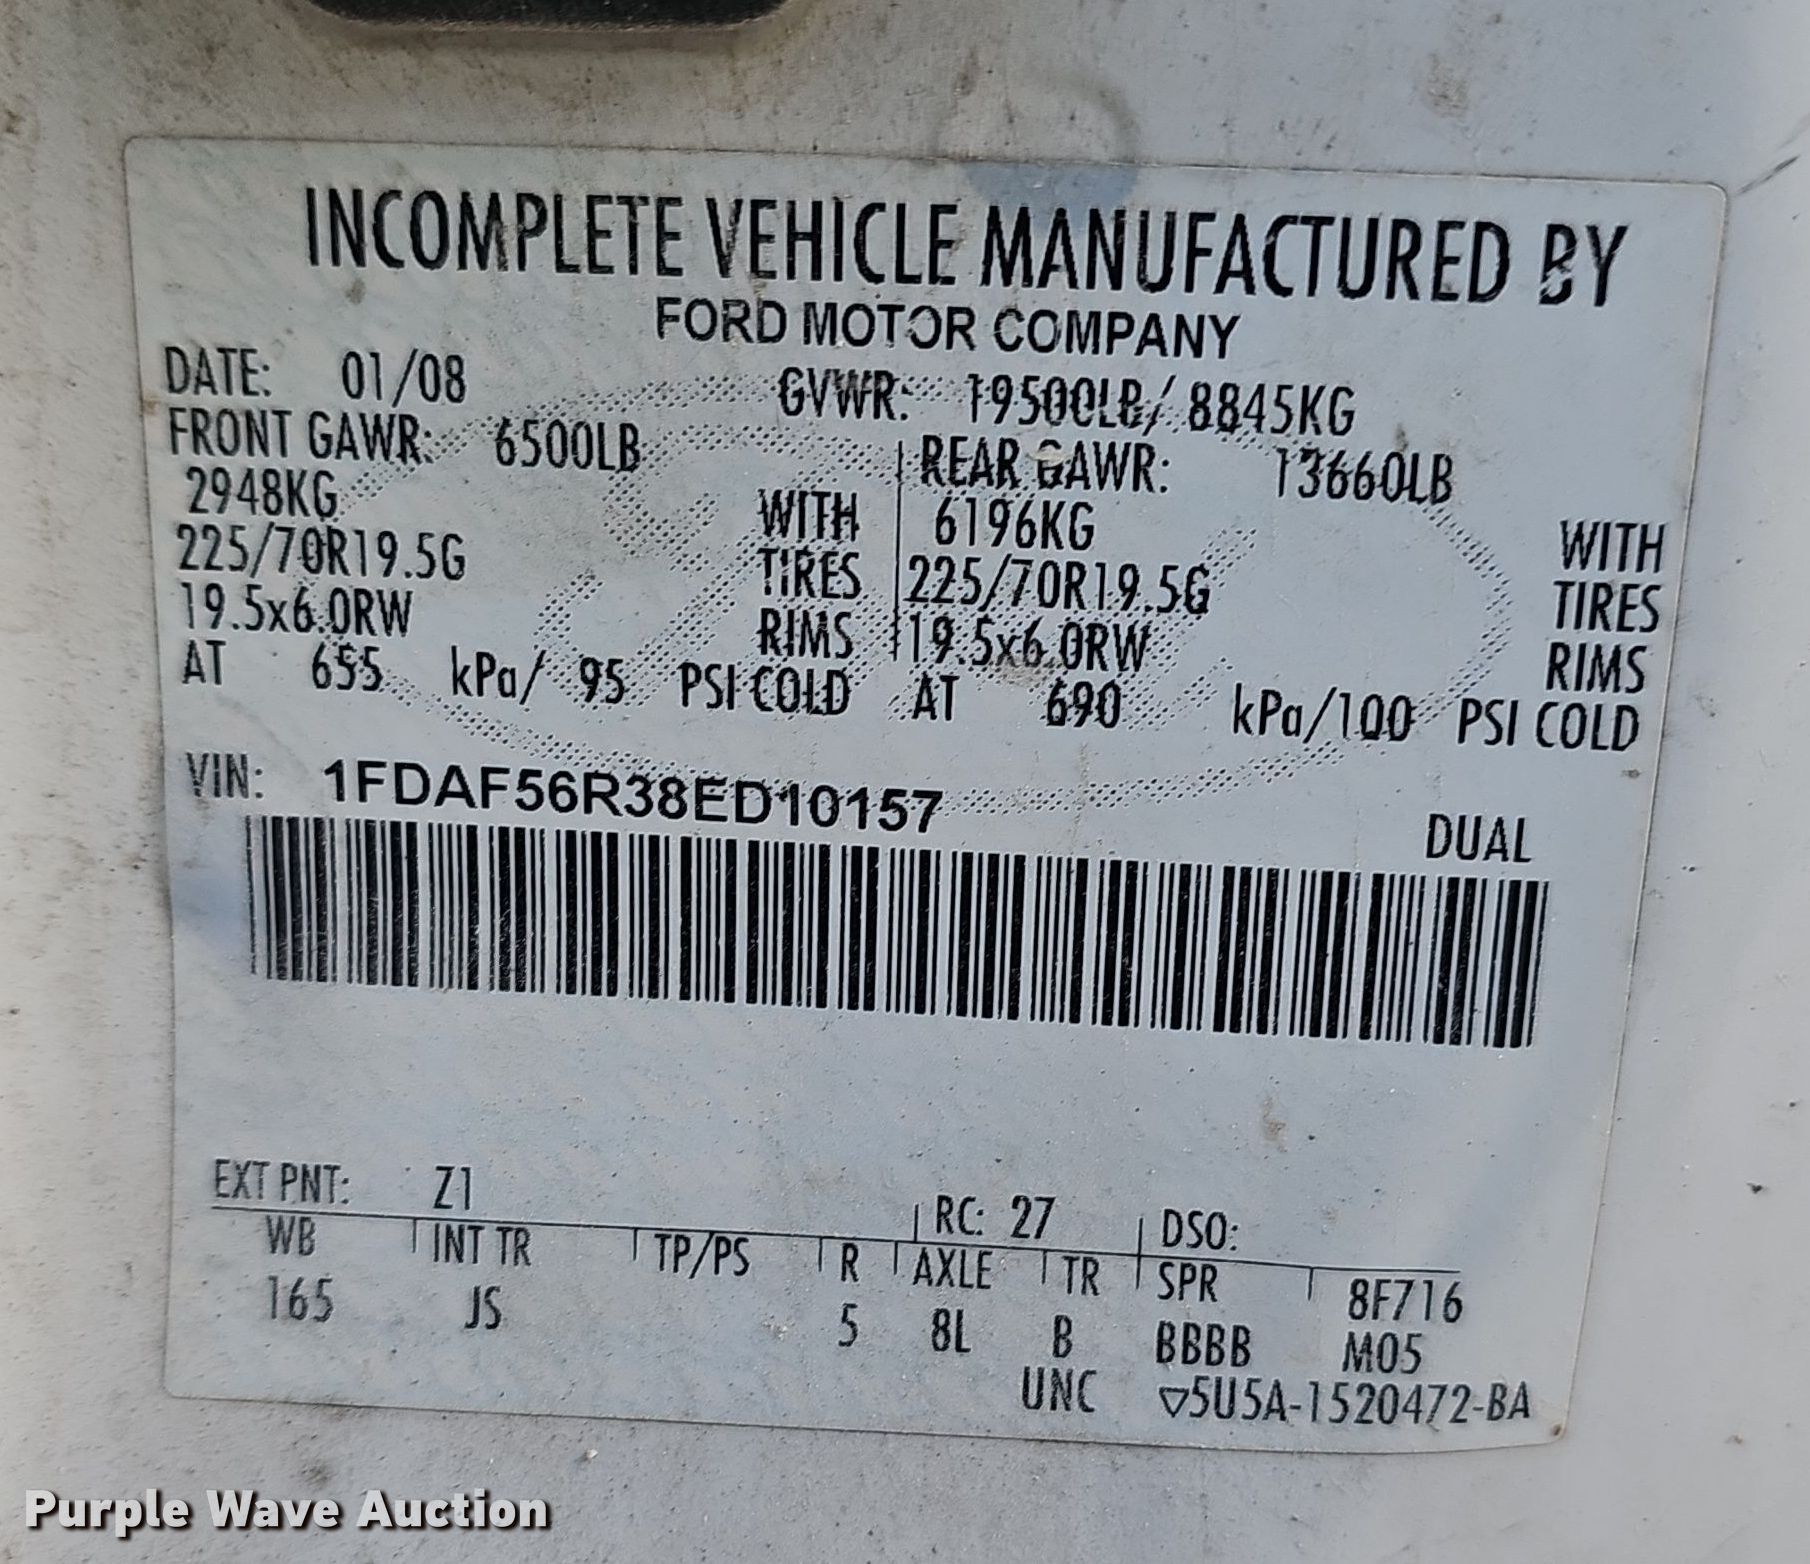 INCOMPLETE VEHICLE MANUFACTURED BY
FORD MOTOR COMPANY
DATE: 01/08 GVWR: 19500LB/ 8845KG
FRONT GAWR: 6500LB REAR GAWR: 13660LB
2948KG WITH 6196KG WITH
225/70R19.5G TIRES 225/70R19.5G TIRES
19.5x6.0RW RIMS 19.5x6.0RW RIMS
AT 655 kPa/ 95 PSI COLD AT 690 kPa/100 PSI COLD
VIN: 1FDAF56R38ED10157
DUAL
EXT PNT: Z1 RC: 27 DSO:
WB INT TR TP/PS R AXLE TR SPR 8F716
165 JS 5 8L B BBBB M05
UNC ▽5U5A-1520472-BA
Purple Wave Auction